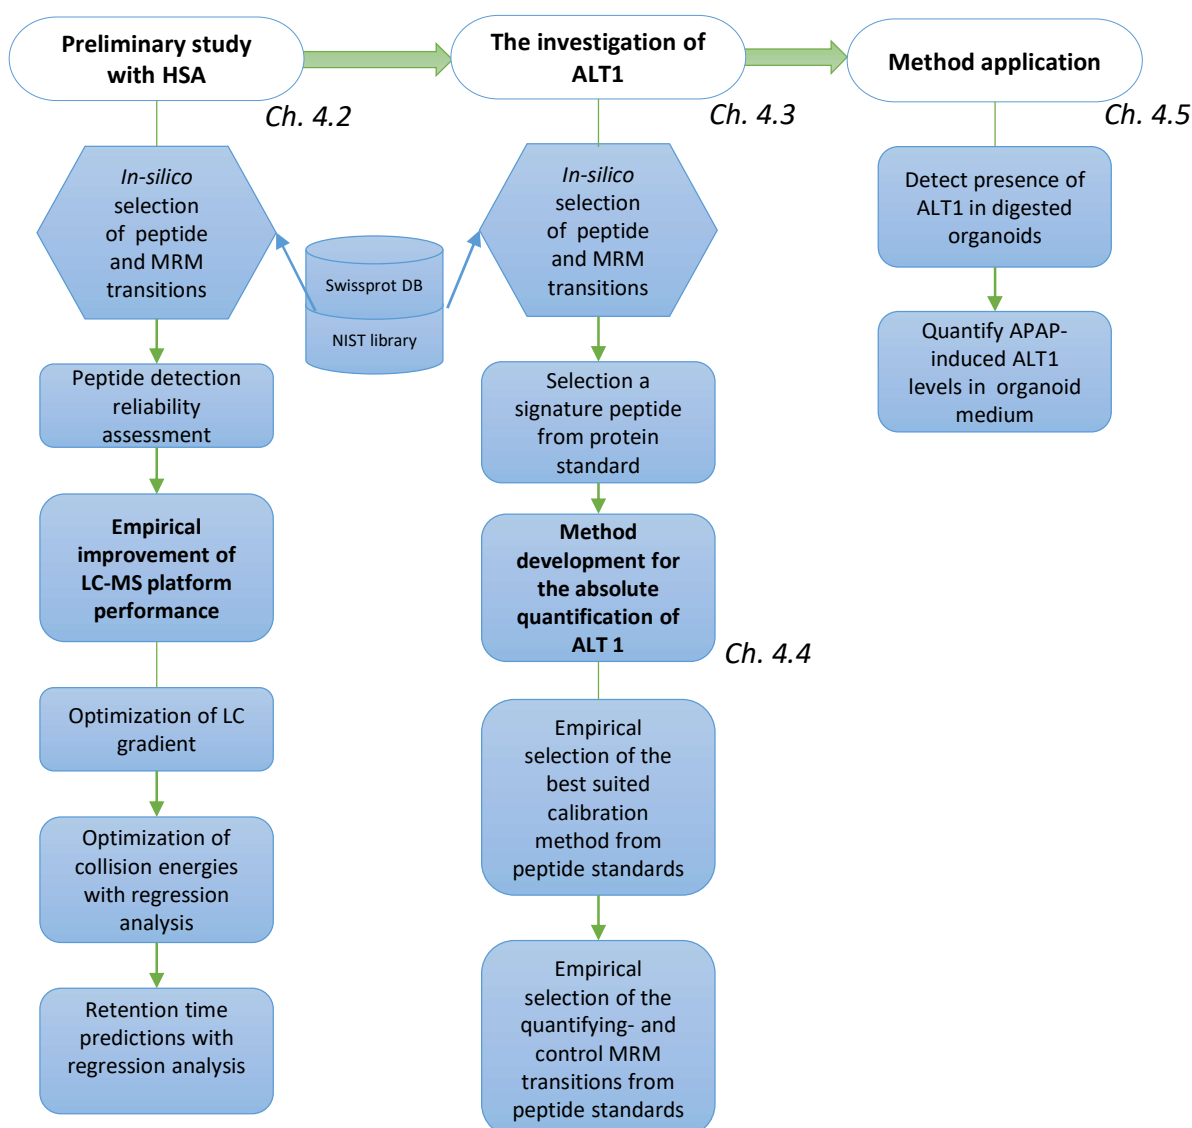 Preliminary study
with HSA
Ch. 4.2
In-silico
selection
of peptide
and MRM
transitions
Swissprot DB
NIST library
Peptide detection
reliability
assessment
Empirical
improvement of
LC-MS platform
performance
Optimization of LC
gradient
Optimization of
collision energies
with regression
analysis
Retention time
predictions with
regression analysis
The investigation of
ALT1
Ch. 4.3
In-silico
selection
of peptide
and MRM
transitions
Selection a
signature peptide
from protein
standard
Method
development for
the absolute
quantification of
ALT 1
Ch. 4.4
Empirical
selection of the
best suited
calibration
method from
peptide standards
Empirical
selection of the
quantifying- and
control MRM
transitions from
peptide standards
Method application
Ch. 4.5
Detect presence of
ALT1 in digested
organoids
Quantify APAP-
induced ALT1
levels in organoid
medium